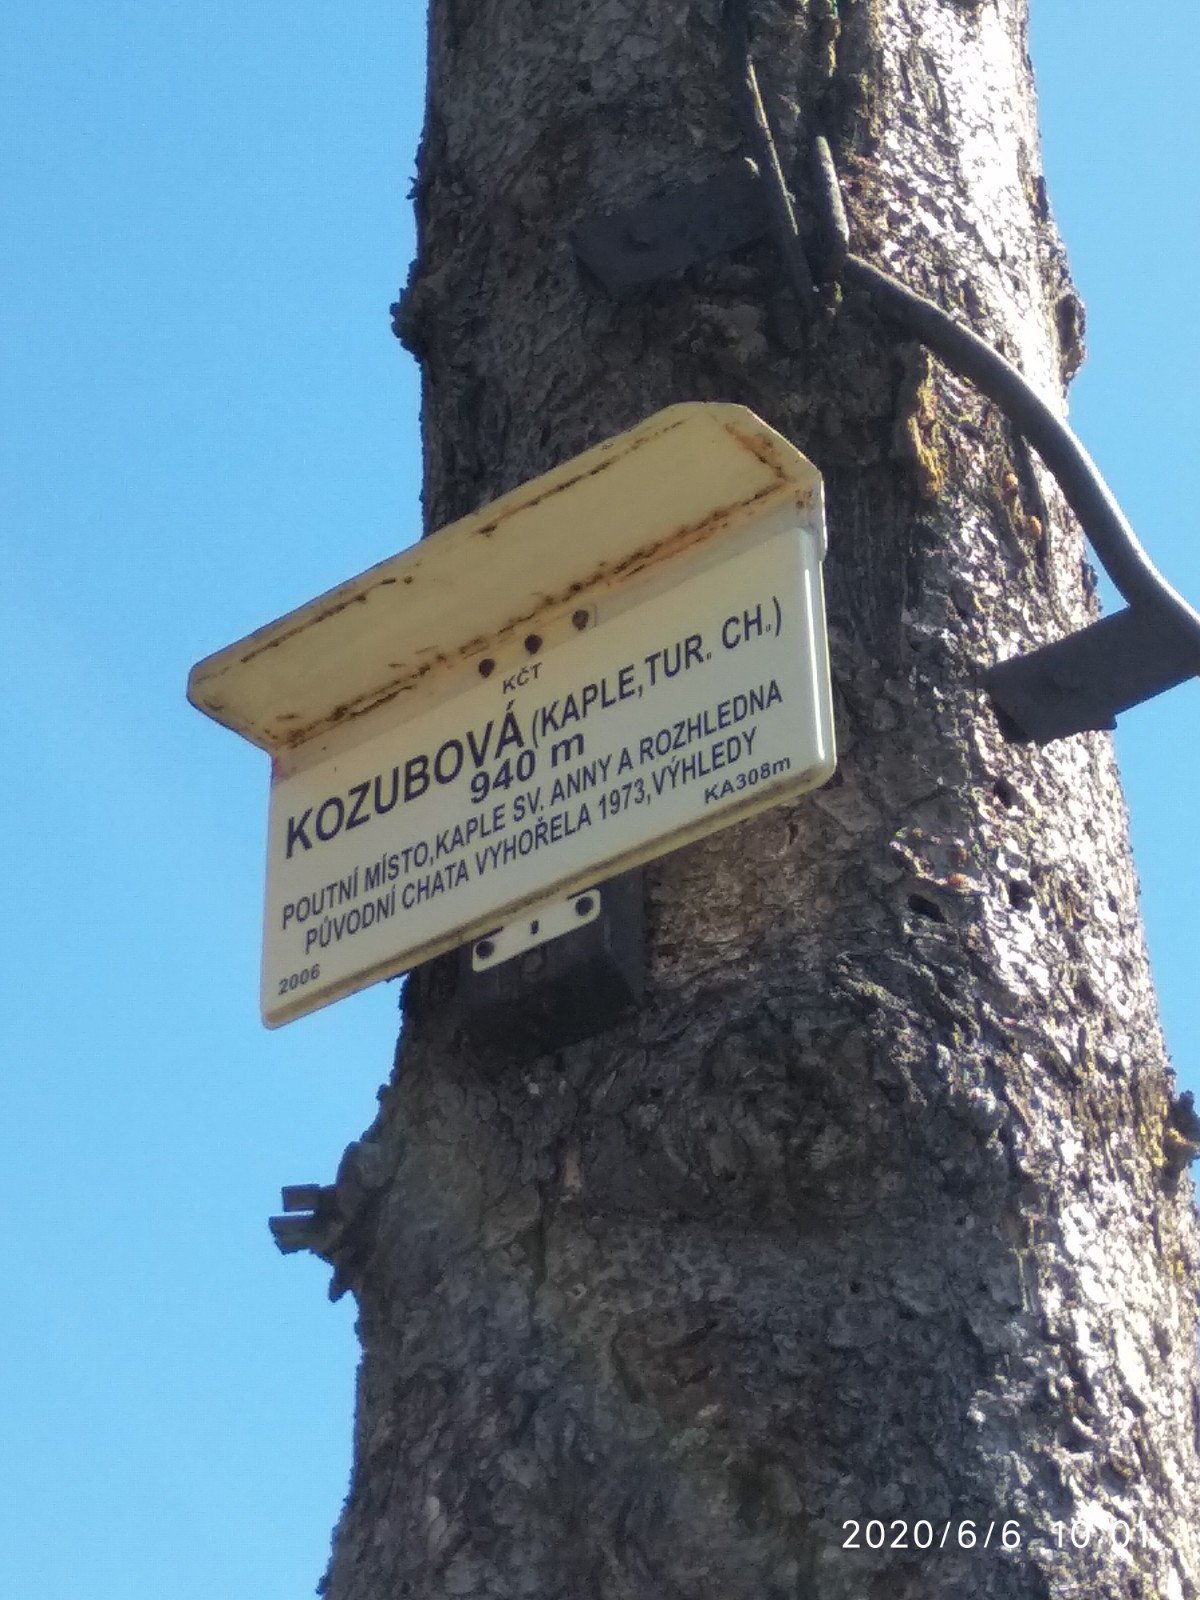 KČT
KOZUBOVÁ (KAPLE,TUR. CH.)
940 m
POUTNÍ MÍSTO,KAPLE SV. ANNY A ROZHLEDNA
PŮVODNÍ CHATA VYHOŘELA 1973,VÝHLEDY
2006 KA308m
2020/6/6 10:01